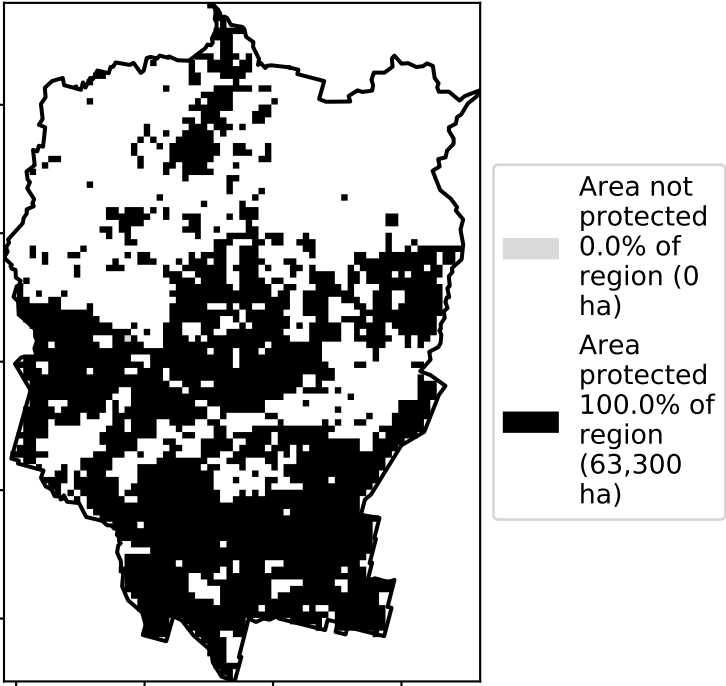 Area not
protected
0.0% of
region (0
ha)
Area
protected
100.0% of
region
(63,300
ha)